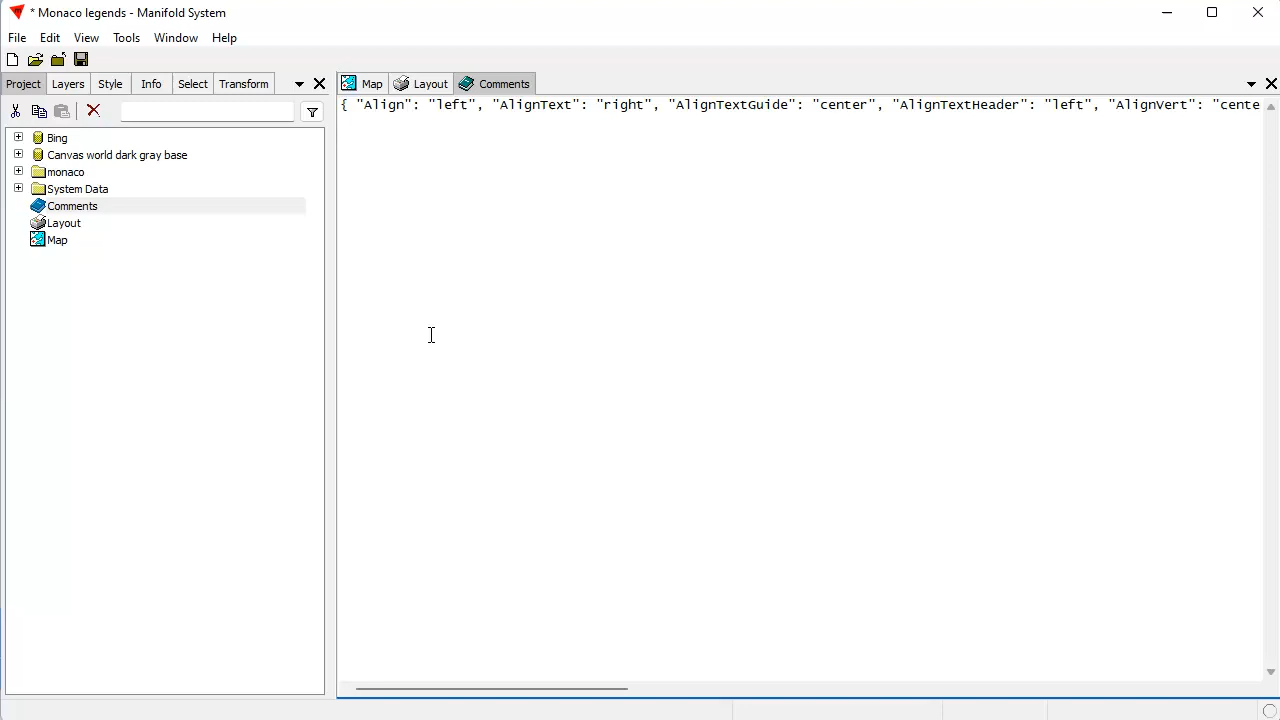 * Monaco legends - Manifold System
File Edit View Tools Window Help
Project Layers Style Info Select Transform
Map Layout Comments
{ "Align": "left", "AlignText": "right", "AlignTextGuide": "center", "AlignTextHeader": "left", "AlignVert": "cente
Bing
Canvas world dark gray base
monaco
System Data
Comments
Layout
Map